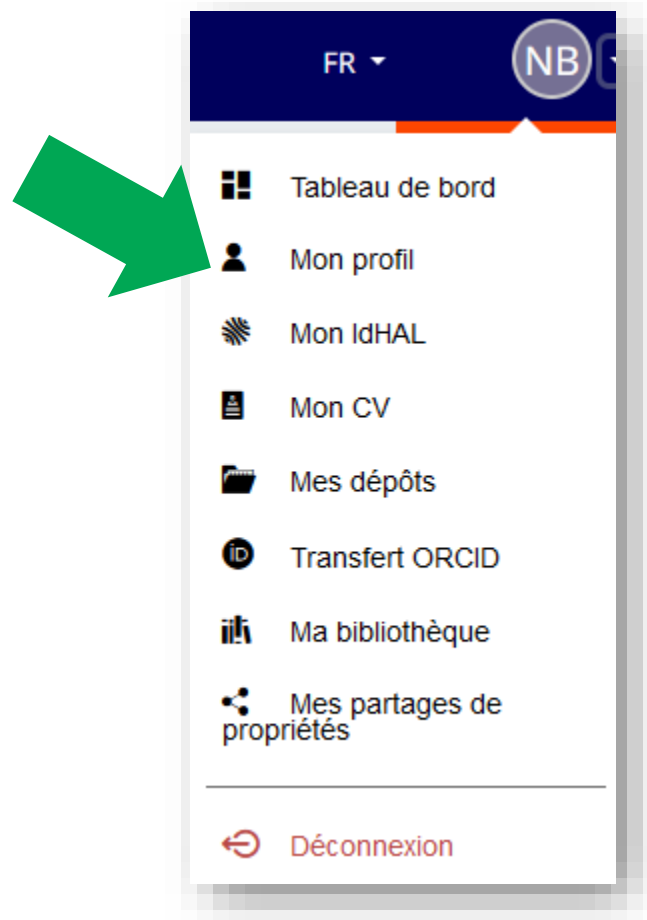 FR
NB
Tableau de bord
Mon profil
Mon IdHAL
Mon CV
Mes dépôts
iD
Transfert ORCID
Ma bibliothèque
Mes partages de
propriétés
Déconnexion